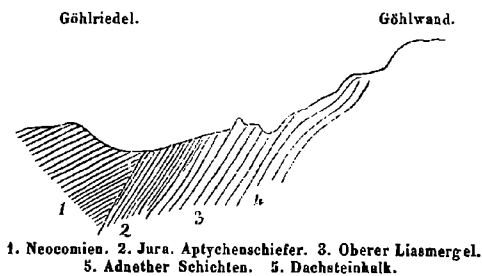 Göhlriedel. Göhlwand.
1 2 3 4
1. Neocomien. 2. Jura. Aptychenschiefer. 3. Oberer Liasmergel.
5. Adnether Schichten. 5. Dachsteinkalk.